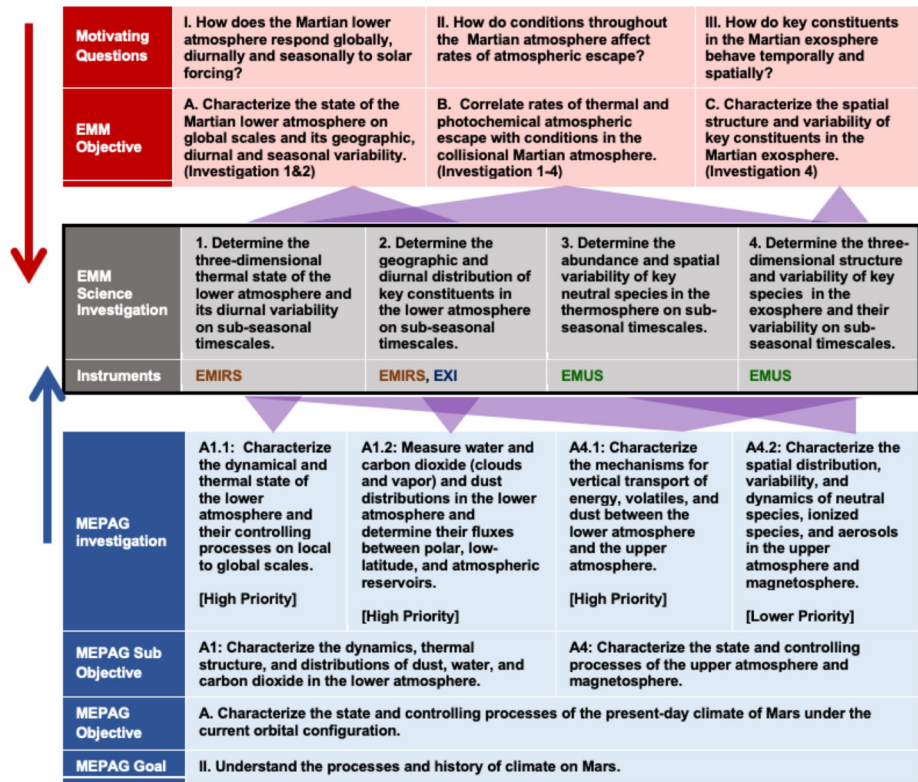 Motivating
Questions
I. How does the Martian lower
atmosphere respond globally,
diurnally and seasonally to solar
forcing?
II. How do conditions throughout
the Martian atmosphere affect
rates of atmospheric escape?
III. How do key constituents
in the Martian exosphere
behave temporally and
spatially?
EMM
Objective
A. Characterize the state of the
Martian lower atmosphere on
global scales and its geographic,
diurnal and seasonal variability.
(Investigation 1&2)
B. Correlate rates of thermal and
photochemical atmospheric
escape with conditions in the
collisional Martian atmosphere.
(Investigation 1-4)
C. Characterize the spatial
structure and variability of
key constituents in the
Martian exosphere.
(Investigation 4)
EMM
Science
Investigation
1. Determine the
three-dimensional
thermal state of the
lower atmosphere and
its diurnal variability
on sub-seasonal
timescales.
2. Determine the
geographic and
diurnal distribution of
key constituents in
the lower atmosphere
on sub-seasonal
timescales.
3. Determine the
abundance and spatial
variability of key
neutral species in the
thermosphere on sub-
seasonal timescales.
4. Determine the three-
dimensional structure
and variability of key
species in the
exosphere and their
variability on sub-
seasonal timescales.
Instruments
EMIRS
EMIRS, EXI
EMUS
EMUS
MEPAG
investigation
A1.1: Characterize
the dynamical and
thermal state of
the lower
atmosphere and
their controlling
processes on local
to global scales.
[High Priority]
A1.2: Measure water and
carbon dioxide (clouds
and vapor) and dust
distributions in the lower
atmosphere and
determine their fluxes
between polar, low-
latitude, and atmospheric
reservoirs.
[High Priority]
A4.1: Characterize
the mechanisms for
vertical transport of
energy, volatiles, and
dust between the
lower atmosphere
and the upper
atmosphere.
[High Priority]
A4.2: Characterize the
spatial distribution,
variability, and
dynamics of neutral
species, ionized
species, and aerosols
in the upper
atmosphere and
magnetosphere.
[Lower Priority]
MEPAG Sub
Objective
A1: Characterize the dynamics, thermal
structure, and distributions of dust, water, and
carbon dioxide in the lower atmosphere.
A4: Characterize the state and controlling
processes of the upper atmosphere and
magnetosphere.
MEPAG
Objective
A. Characterize the state and controlling processes of the present-day climate of Mars under the
current orbital configuration.
MEPAG Goal
II. Understand the processes and history of climate on Mars.